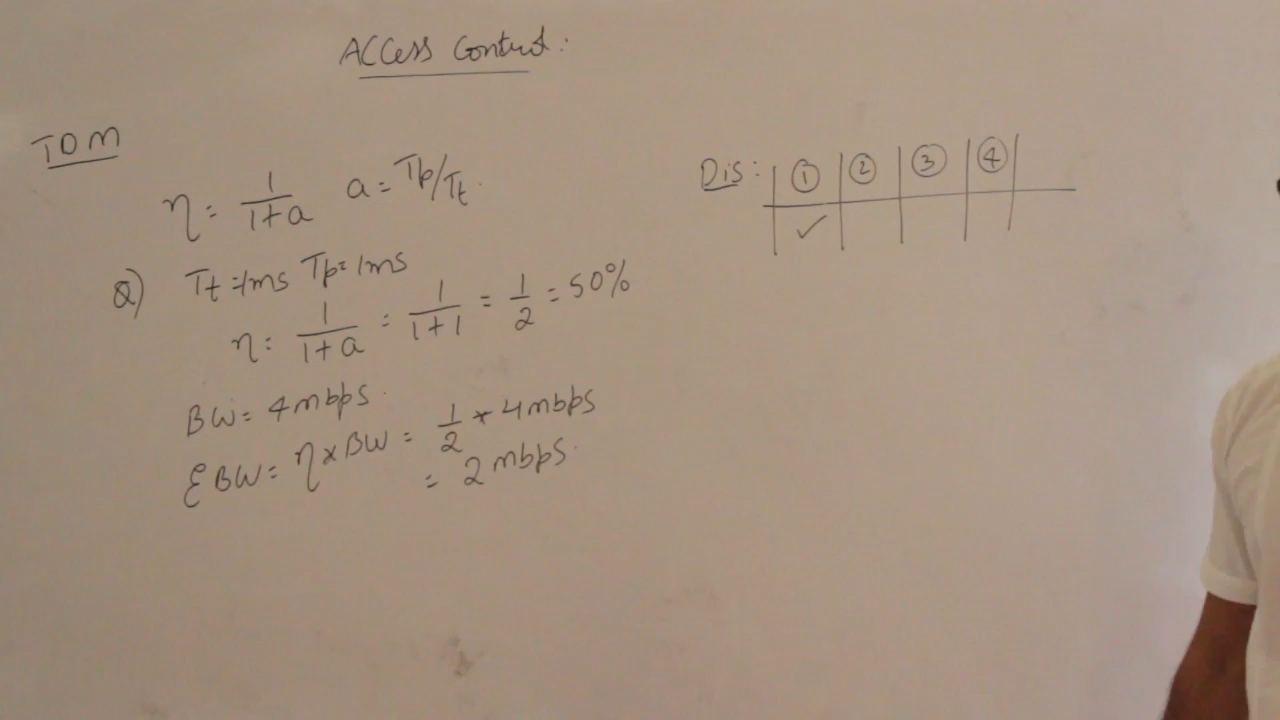 Access Control:
TDM
η = 1/(1+a) a = Tp/Tt
Q) Tt = 1ms Tp = 1ms
η = 1/(1+a) = 1/(1+1) = 1/2 = 50%
BW = 4mbps
EBW = η × BW = 1/2 * 4mbps
= 2mbps
Dis: ① ② ③ ④
✓